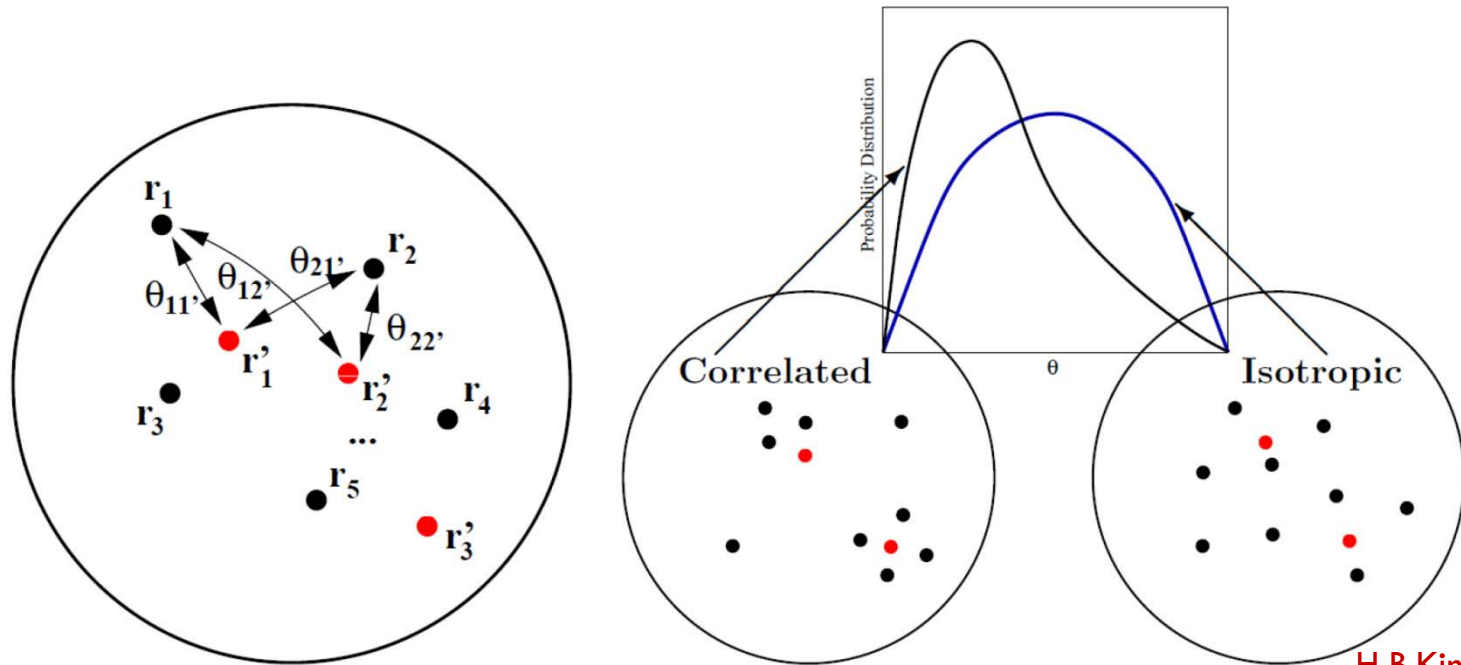 r₁
r₂
θ₂₁'
θ₁₂'
θ₁₁'
θ₂₂'
r'₁
r'₂
r₃
r₄
...
r₅
r'₃
Probability Distribution
θ
Correlated
Isotropic